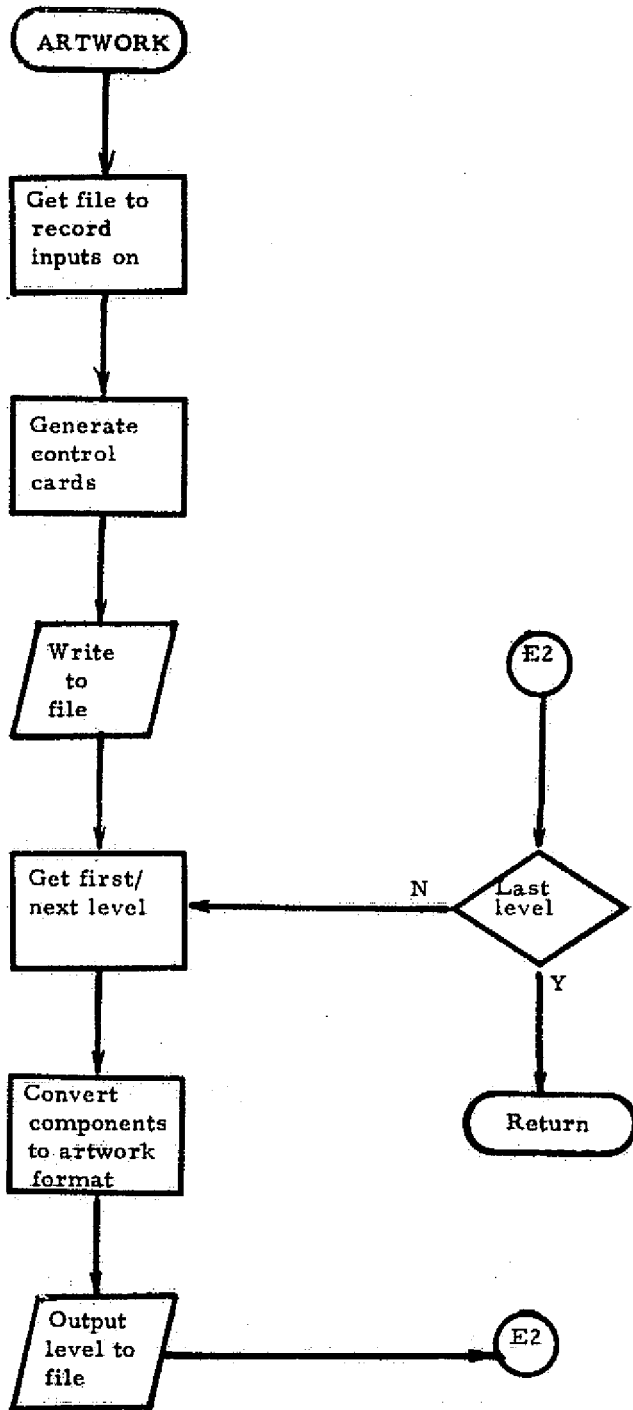 ARTWORK
Get file to
record
inputs on
Generate
control
cards
Write
to
file
E2
Get first/
next level
N
Last
level
Y
Convert
components
to artwork
format
Return
Output
level to
file
E2